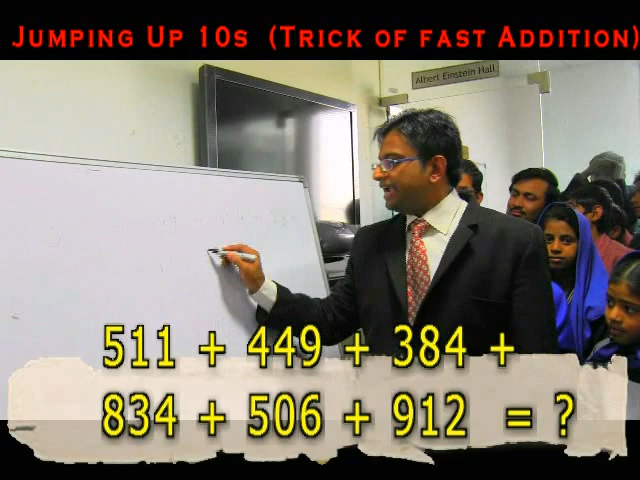 Jumping Up 10s (Trick of fast Addition)
Albert Einstein Hall
511 + 449 + 384 +
834 + 506 + 912 = ?